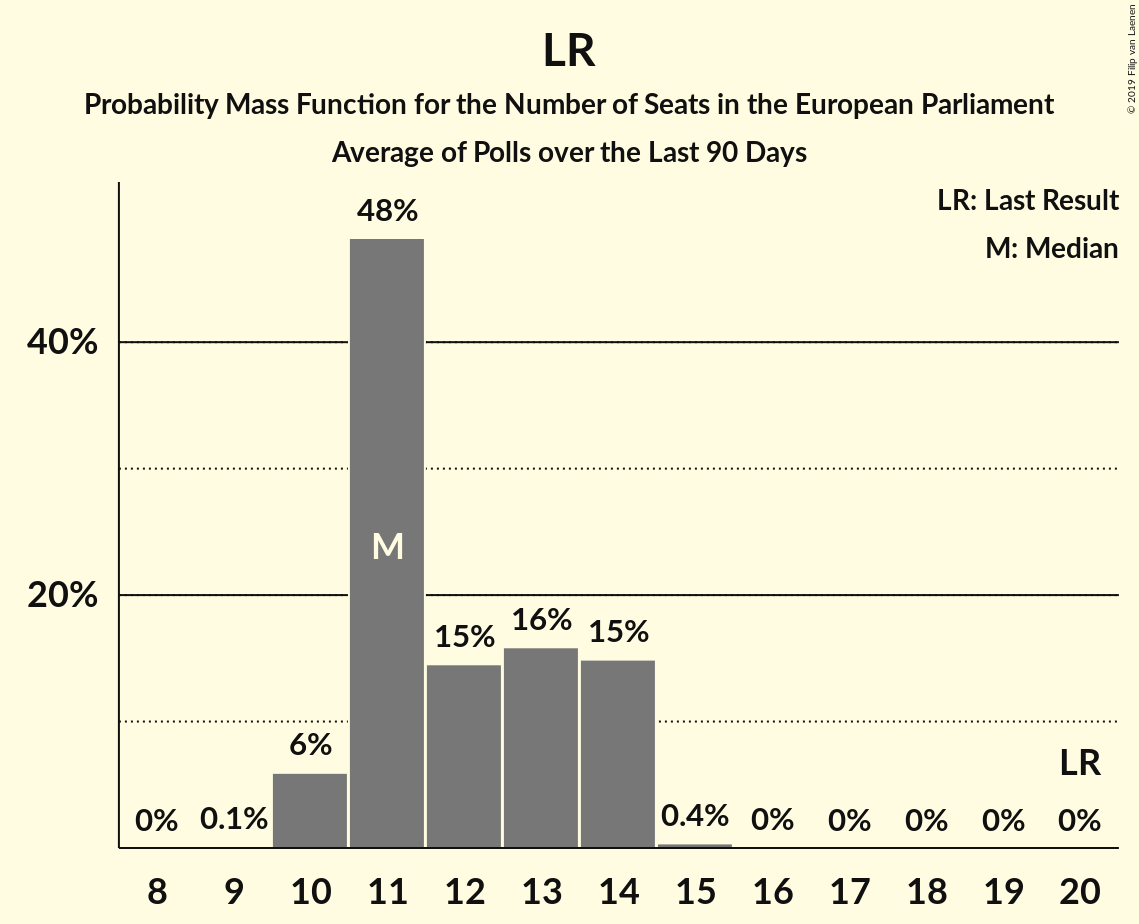 LR
Probability Mass Function for the Number of Seats in the European Parliament
Average of Polls over the Last 90 Days
© 2019 Filip van Laenen
LR: Last Result
M: Median
48%
40%
M
20%
16%
15%
15%
6%
LR
0%
0.1%
0.4%
0%
0%
0%
0%
0%
8 9 10 11 12 13 14 15 16 17 18 19 20